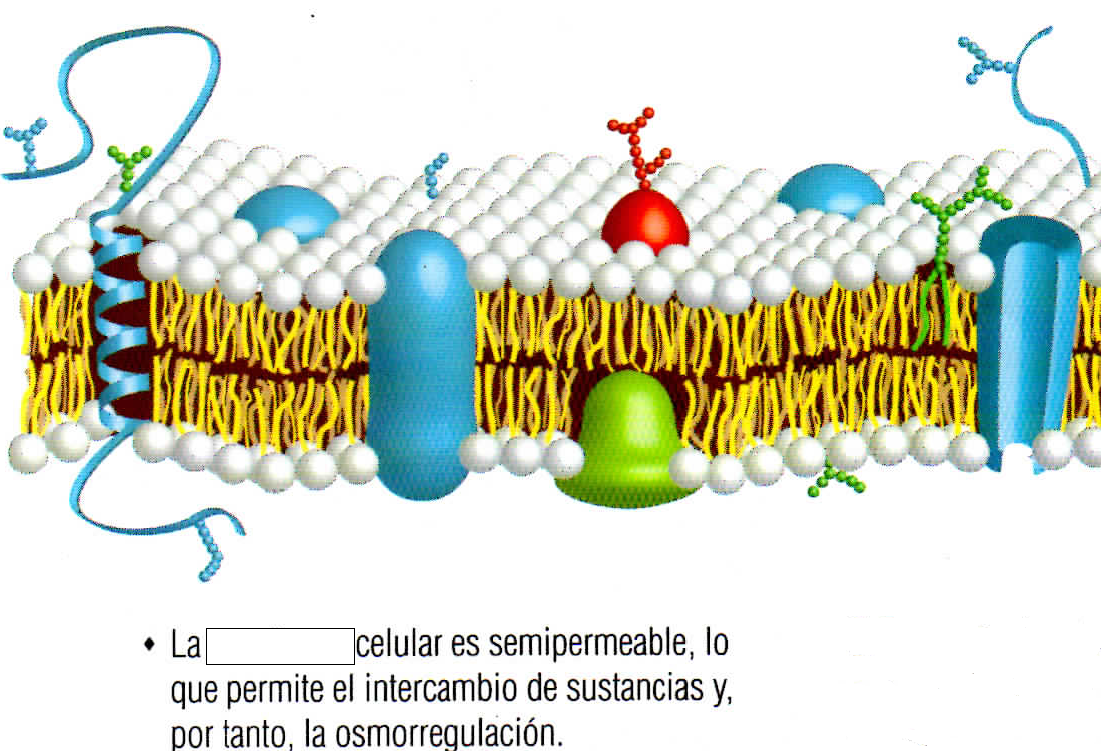 ♦ La celular es semipermeable, lo
que permite el intercambio de sustancias y,
por tanto, la osmorregulación.